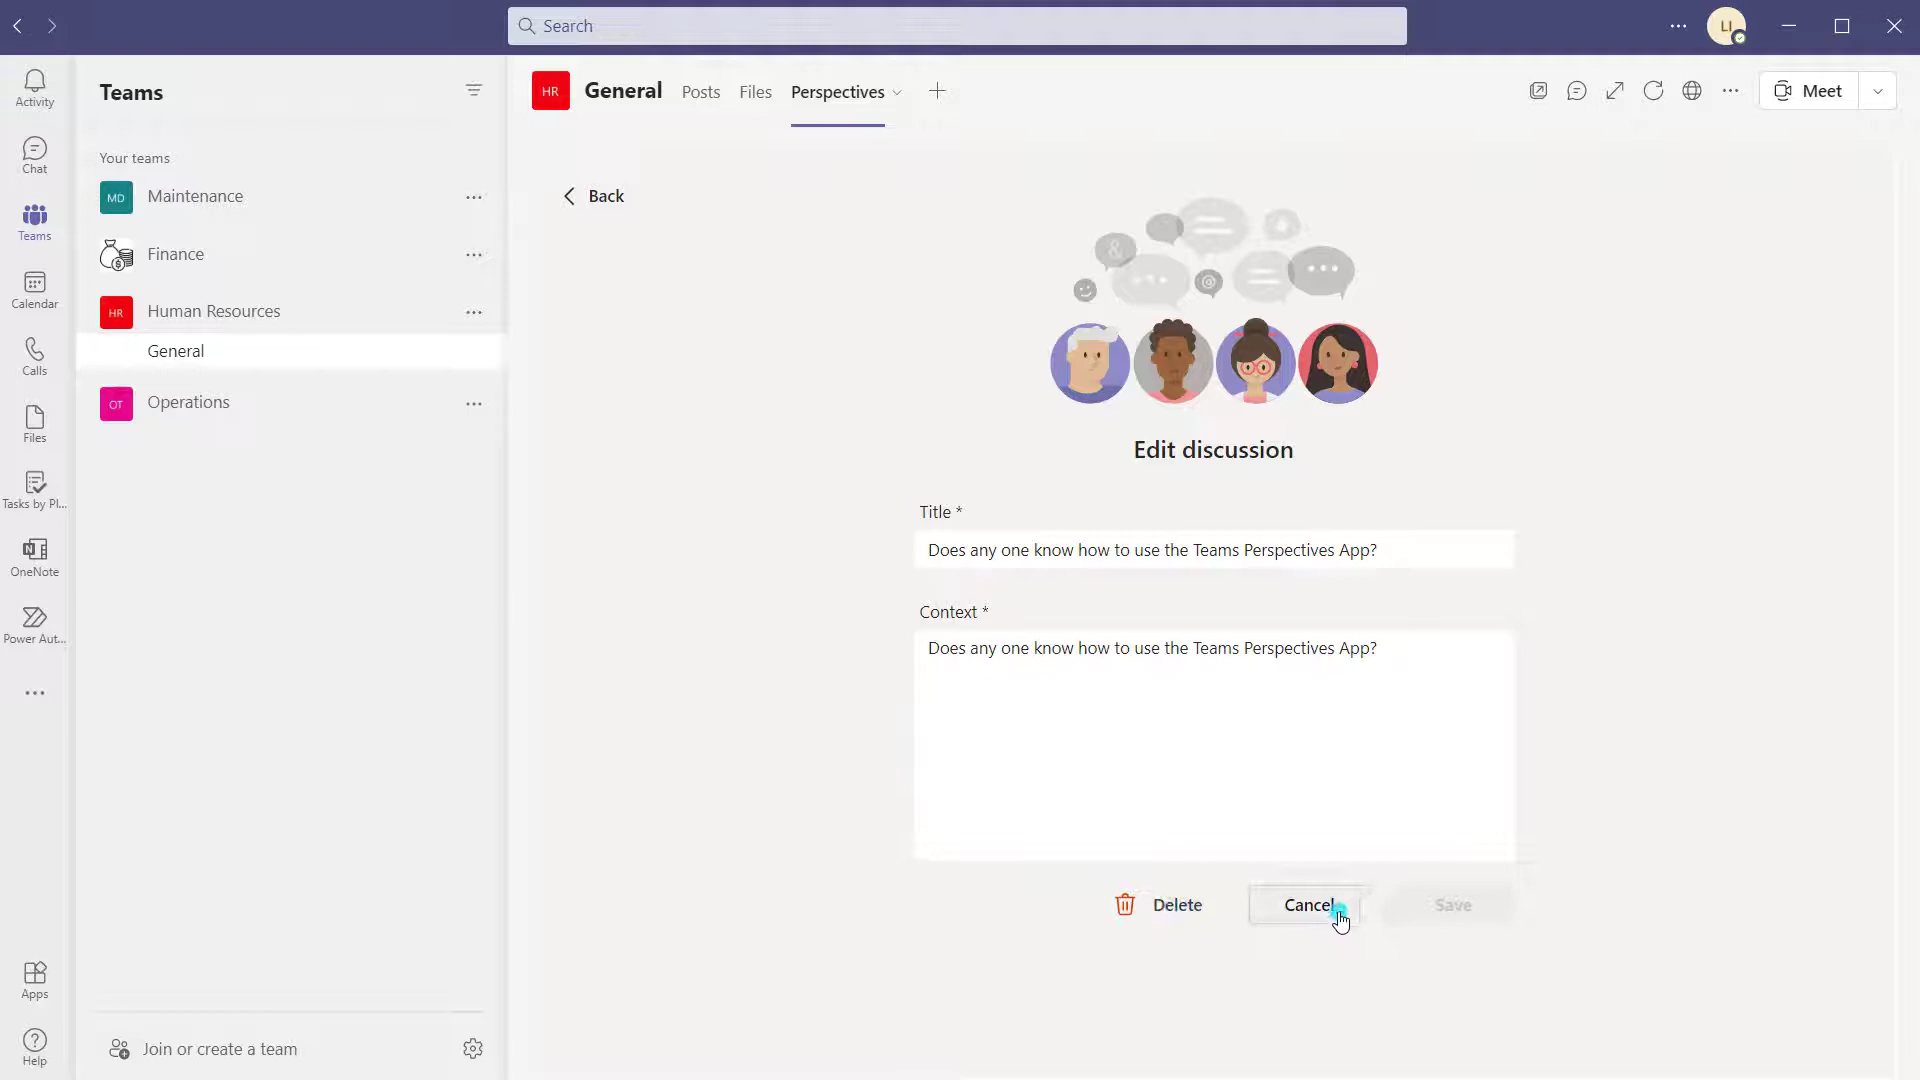 Search
LI
Activity
Chat
Teams
Calendar
Calls
Files
Tasks by Pl...
OneNote
Power Aut...
Apps
Help
Teams
Your teams
MD Maintenance
Finance
HR Human Resources
General
OT Operations
Join or create a team
HR General Posts Files Perspectives
Meet
Back
Edit discussion
Title *
Does any one know how to use the Teams Perspectives App?
Context *
Does any one know how to use the Teams Perspectives App?
Delete Cancel Save